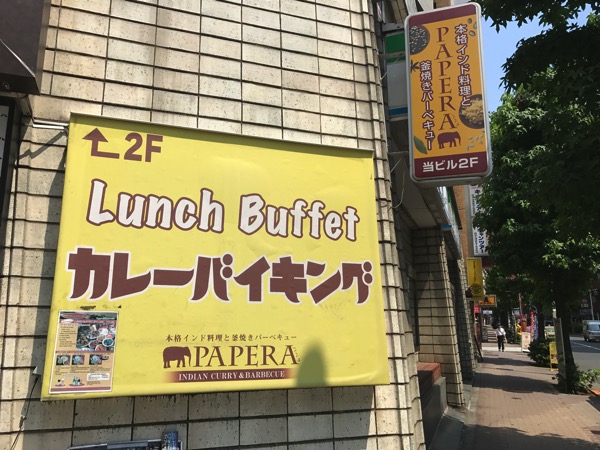 2F
Lunch Buffet
カレーバイキング
本格インド料理と釜焼きバーベキュー
PAPERA
INDIAN CURRY & BARBECUE
本格インド料理と
PAPERA
釜焼きバーベキュー
当ビル2F